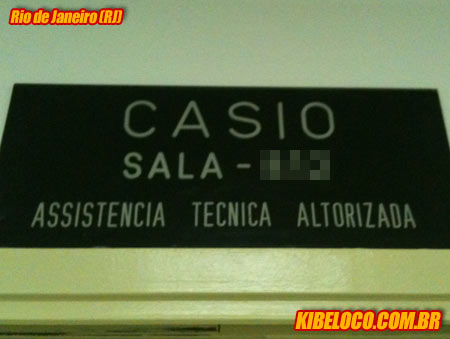 Rio de Janeiro (RJ)
CASIO
SALA -
ASSISTENCIA TECNICA ALTORIZADA
KIBELOCO.COM.BR